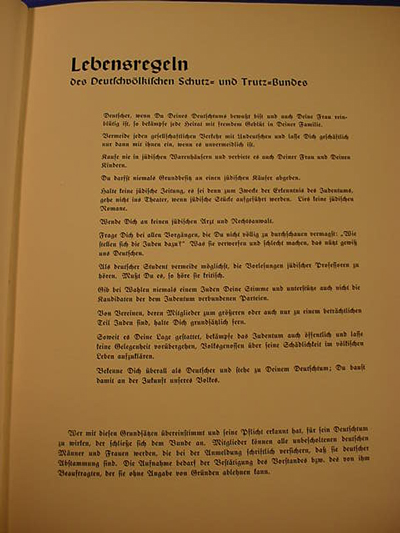 Lebensregeln
des Deutschvölkischen Schutz- und Trutz-Bundes
Deutscher, wenn Du Deines Deutschtums bewußt bist und auch Deine Frau rein-
blütig ist, so bekämpfe jede Heirat mit fremdem Geblüt in Deiner Familie.
Vermeide jeden gesellschaftlichen Verkehr mit Undeutschen und lasse Dich geschäftlich
nur dann mit ihnen ein, wenn es unvermeidlich ist.
Kaufe nie in jüdischen Warenhäusern und verbiete es auch Deiner Frau und Deinen
Kindern.
Du darfst niemals Grundbesitz an einen jüdischen Käufer abgeben.
Halte keine jüdische Zeitung, es sei denn zum Zwecke der Erkenntnis des Judentums,
gehe nicht ins Theater, wenn jüdische Stücke aufgeführt werden. Lies keine jüdischen
Romane.
Wende Dich an keinen jüdischen Arzt und Rechtsanwalt.
Frage Dich bei allen Vorgängen, die Du nicht völlig zu durchschauen vermagst: „Wie
stellen sich die Juden dazu?“ Was sie verwerfen und schlecht machen, das nützt gewiß
uns Deutschen.
Als deutscher Student vermeide möglichst, die Vorlesungen jüdischer Professoren zu
hören. Mußt Du es, so höre sie kritisch.
Gib bei Wahlen niemals einem Juden Deine Stimme und unterstütze auch nicht die
Kandidaten der dem Judentum verbundenen Parteien.
Von Vereinen, deren Mitglieder zum größeren oder auch nur zu einem beträchtlichen
Teil Juden sind, halte Dich grundsätzlich fern.
Soweit es Deine Lage gestattet, bekämpfe das Judentum auch öffentlich und lasse
keine Gelegenheit vorübergehen, Volksgenossen über seine Schädlichkeit im völkischen
Leben aufzuklären.
Bekenne Dich überall als Deutscher und stehe zu Deinem Deutschtum; Du baust
damit an der Zukunft unseres Volkes.
Wer mit diesen Grundsätzen übereinstimmt und seine Pflicht erkannt hat, für sein Deutschtum
zu wirken, der schließe sich dem Bunde an. Mitglieder können alle unbescholtenen deutschen
Männer und Frauen werden, die bei der Anmeldung schriftlich versichern, daß sie deutscher
Abstammung sind. Die Aufnahme bedarf der Bestätigung des Vorstandes bzw. des von ihm
Beauftragten, der sie ohne Angabe von Gründen ablehnen kann.